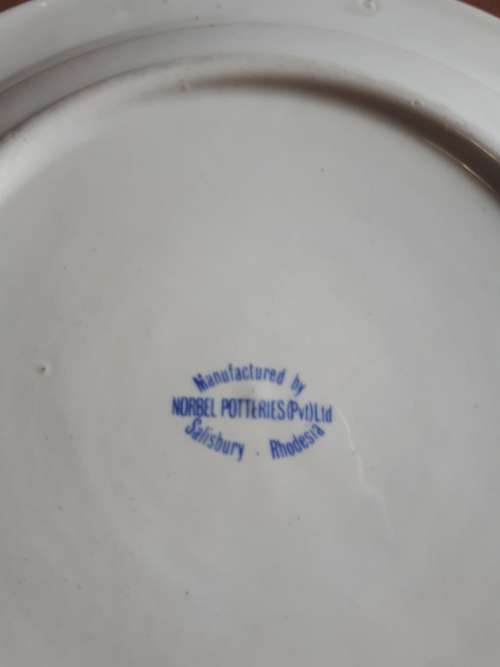 Manufactured by
NORBEL POTTERIES (Pvt) Ltd
Salisbury . Rhodesia